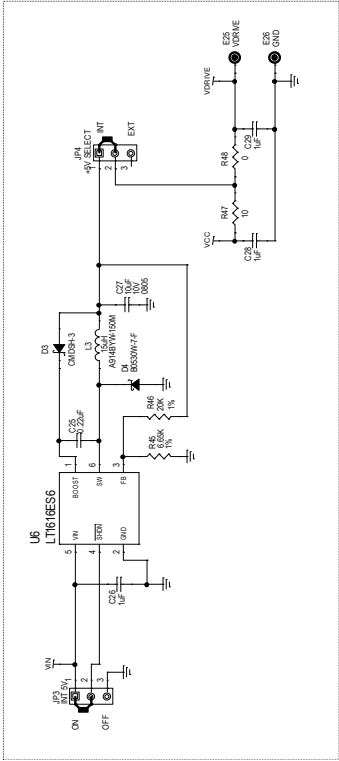 VIN
JP3
INT 5V
ON
OFF
1
2
3
U6
LT1616ES6
5
VIN
BOOST
1
4
SHDN
SW
6
2
GND
FB
3
C26
1uF
C25
0.22uF
D3
CMDSH-3
L3
15uH
A914BYW-150M
D4
B0530W-7-F
R45
6.65K
1%
R46
20K
1%
C27
10uF
10V
0805
JP4
+5V SELECT
INT
EXT
1
2
3
VCC
R47
10
C28
1uF
R48
0
C29
1uF
VDRIVE
E25
VDRIVE
E26
GND